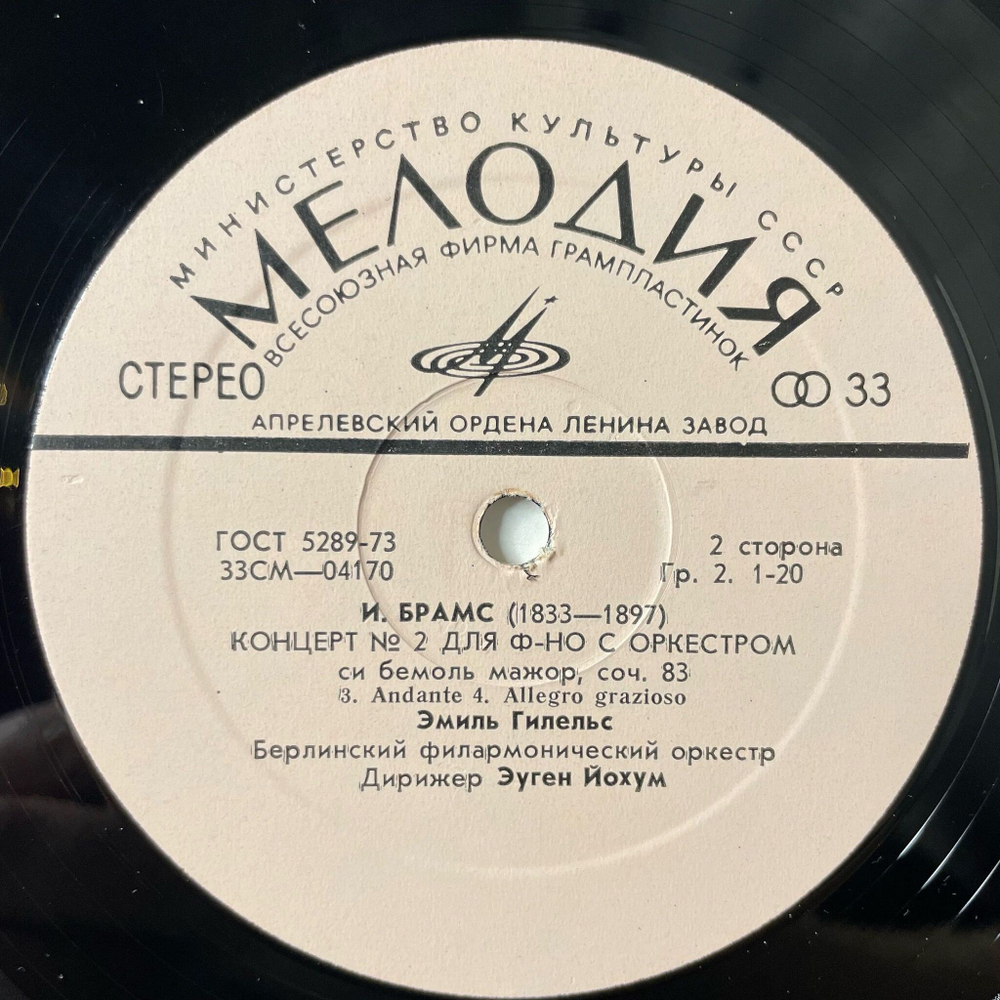 МИНИСТЕРСТВО КУЛЬТУРЫ СССР
МЕЛОДИЯ
ВСЕСОЮЗНАЯ ФИРМА ГРАМПЛАСТИНОК
СТЕРЕО
33
АПРЕЛЕВСКИЙ ОРДЕНА ЛЕНИНА ЗАВОД
ГОСТ 5289-73
33СМ—04170
2 сторона
Гр. 2. 1-20
И. БРАМС (1833—1897)
КОНЦЕРТ № 2 ДЛЯ Ф-НО С ОРКЕСТРОМ
си бемоль мажор, соч. 83
3. Andante 4. Allegro grazioso
Эмиль Гилельс
Берлинский филармонический оркестр
Дирижер Эуген Йохум